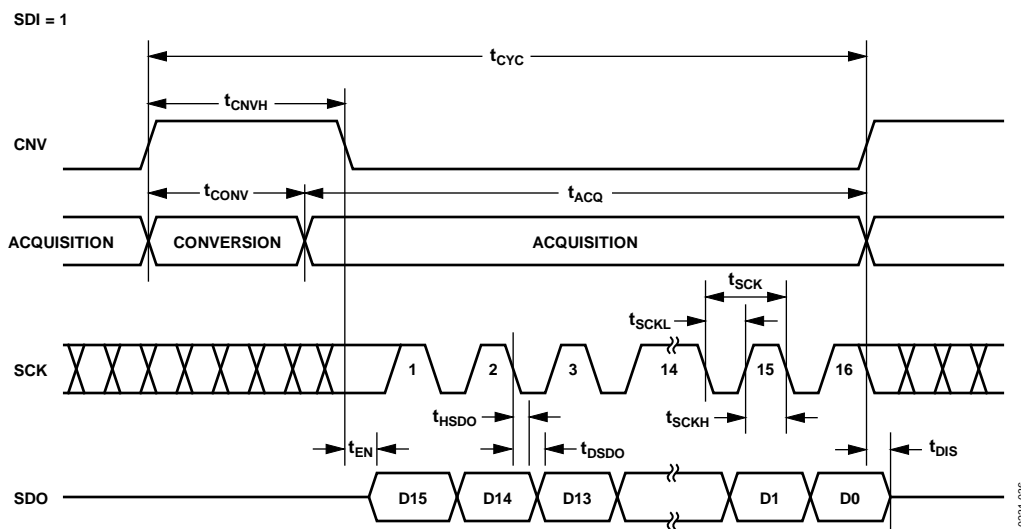 SDI = 1
tCYC
tCNVH
CNV
tCONV
tACQ
ACQUISITION CONVERSION ACQUISITION
tSCK
tSCKL
SCK 1 2 3 14 15 16
tHSDO tSCKH
tEN tDSDO tDIS
SDO D15 D14 D13 D1 D0